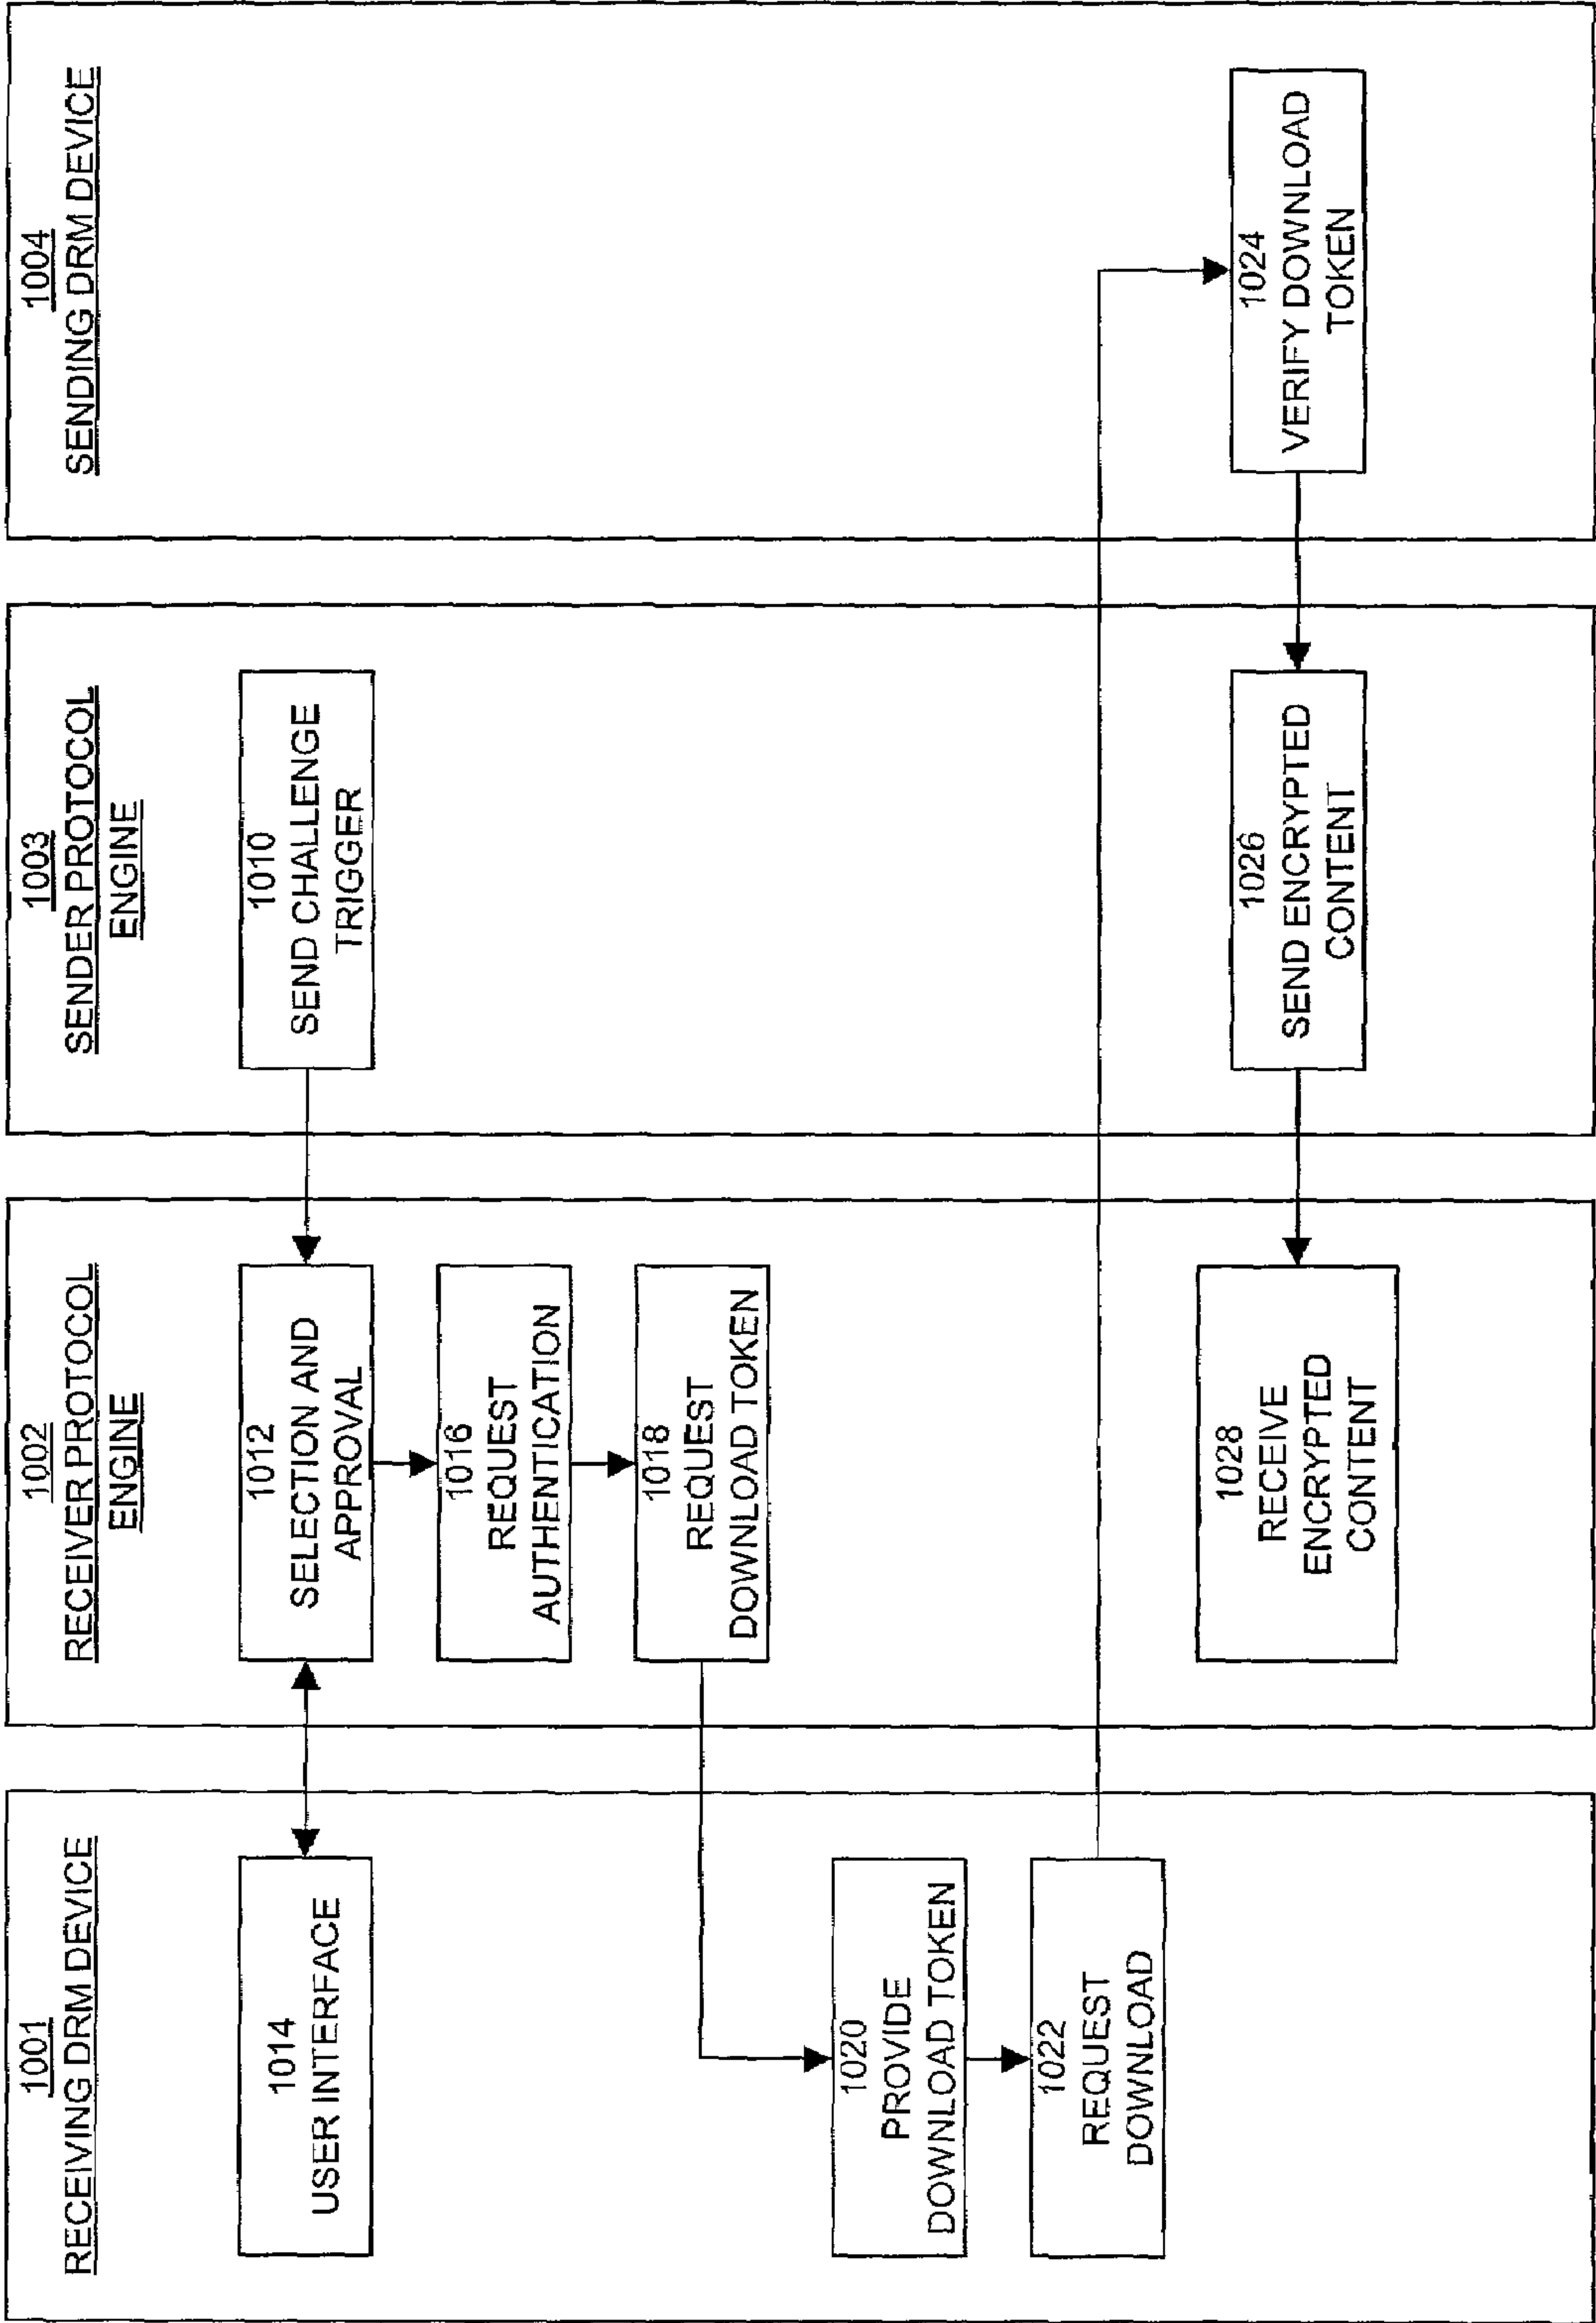 1001
RECEIVING DRM DEVICE
1014
USER INTERFACE
1020
PROVIDE
DOWNLOAD TOKEN
1022
REQUEST
DOWNLOAD
1002
RECEIVER PROTOCOL
ENGINE
1012
SELECTION AND
APPROVAL
1016
REQUEST
AUTHENTICATION
1018
REQUEST
DOWNLOAD TOKEN
1028
RECEIVE
ENCRYPTED
CONTENT
1003
SENDER PROTOCOL
ENGINE
1010
SEND CHALLENGE
TRIGGER
1026
SEND ENCRYPTED
CONTENT
1004
SENDING DRM DEVICE
1024
VERIFY DOWNLOAD
TOKEN